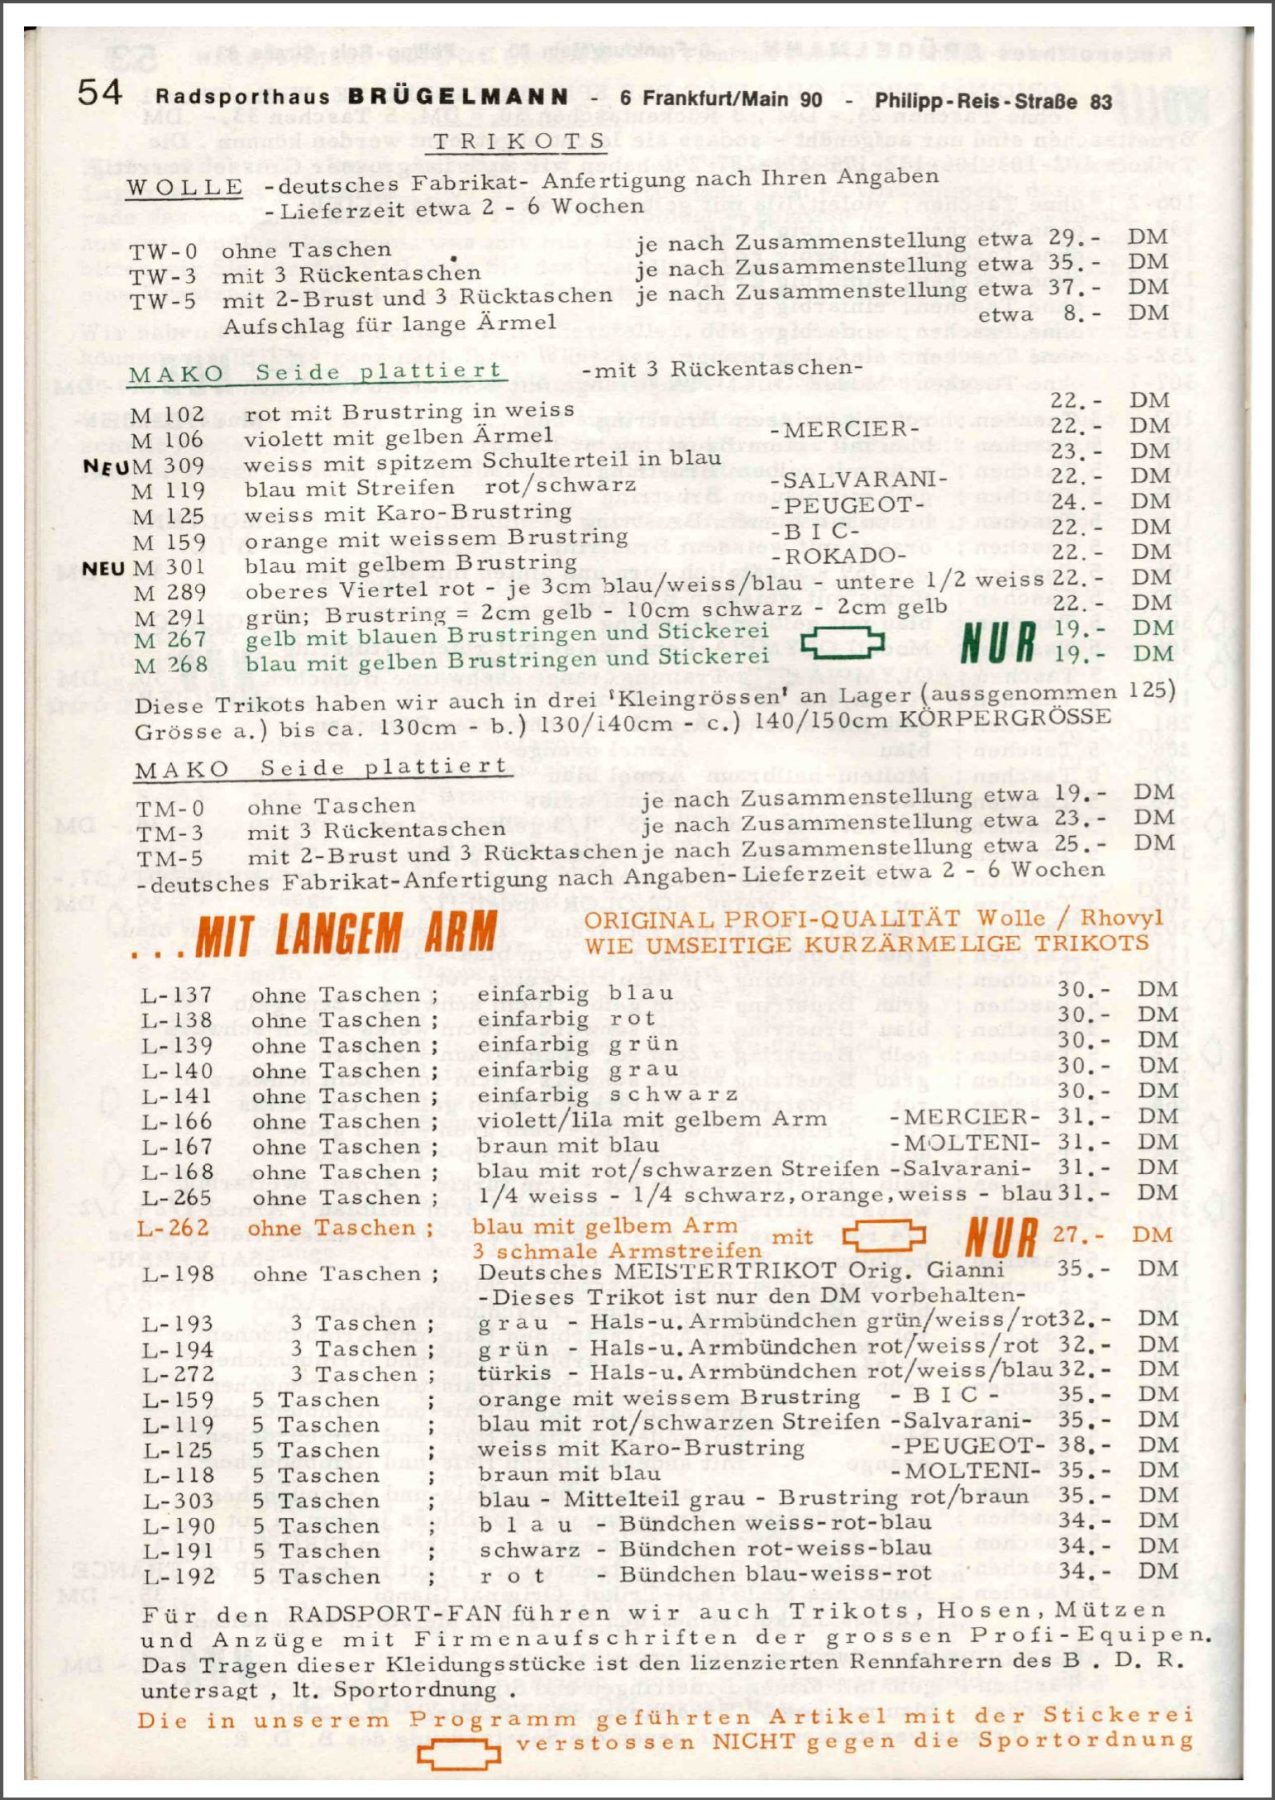 54 Radsporthaus BRÜGELMANN - 6 Frankfurt/Main 90 - Philipp-Reis-Straße 83
TRIKOTS
WOLLE -deutsches Fabrikat- Anfertigung nach Ihren Angaben
-Lieferzeit etwa 2 - 6 Wochen
TW-0 ohne Taschen je nach Zusammenstellung etwa 29.- DM
TW-3 mit 3 Rückentaschen je nach Zusammenstellung etwa 35.- DM
TW-5 mit 2-Brust und 3 Rücktaschen je nach Zusammenstellung etwa 37.- DM
Aufschlag für lange Ärmel etwa 8.- DM
MAKO Seide plattiert -mit 3 Rückentaschen-
M 102 rot mit Brustring in weiss 22.- DM
M 106 violett mit gelben Ärmel -MERCIER- 22.- DM
NEU M 309 weiss mit spitzem Schulterteil in blau 23.- DM
M 119 blau mit Streifen rot/schwarz -SALVARANI- 22.- DM
M 125 weiss mit Karo-Brustring -PEUGEOT- 24.- DM
M 159 orange mit weissem Brustring -B I C- 22.- DM
NEU M 301 blau mit gelbem Brustring -ROKADO- 22.- DM
M 289 oberes Viertel rot - je 3cm blau/weiss/blau - untere 1/2 weiss 22.- DM
M 291 grün; Brustring = 2cm gelb - 10cm schwarz - 2cm gelb 22.- DM
M 267 gelb mit blauen Brustringen und Stickerei NUR 19.- DM
M 268 blau mit gelben Brustringen und Stickerei 19.- DM
Diese Trikots haben wir auch in drei 'Kleingrössen' an Lager (aussgenommen 125)
Grösse a.) bis ca. 130cm - b.) 130/i40cm - c.) 140/150cm KÖRPERGRÖSSE
MAKO Seide plattiert
TM-0 ohne Taschen je nach Zusammenstellung etwa 19.- DM
TM-3 mit 3 Rückentaschen je nach Zusammenstellung etwa 23.- DM
TM-5 mit 2-Brust und 3 Rücktaschen je nach Zusammenstellung etwa 25.- DM
-deutsches Fabrikat-Anfertigung nach Angaben-Lieferzeit etwa 2 - 6 Wochen
...MIT LANGEM ARM ORIGINAL PROFI-QUALITÄT Wolle / Rhovyl
WIE UMSEITIGE KURZÄRMELIGE TRIKOTS
L-137 ohne Taschen ; einfarbig b l a u 30.- DM
L-138 ohne Taschen ; einfarbig r o t 30.- DM
L-139 ohne Taschen ; einfarbig g r ü n 30.- DM
L-140 ohne Taschen ; einfarbig g r a u 30.- DM
L-141 ohne Taschen ; einfarbig s c h w a r z 30.- DM
L-166 ohne Taschen ; violett/lila mit gelbem Arm -MERCIER- 31.- DM
L-167 ohne Taschen ; braun mit blau -MOLTENI- 31.- DM
L-168 ohne Taschen ; blau mit rot/schwarzen Streifen -Salvarani- 31.- DM
L-265 ohne Taschen ; 1/4 weiss - 1/4 schwarz,orange,weiss - blau 31.- DM
L-262 ohne Taschen ; blau mit gelbem Arm mit NUR 27.- DM
3 schmale Armstreifen
L-198 ohne Taschen ; Deutsches MEISTERTRIKOT Orig. Gianni 35.- DM
-Dieses Trikot ist nur den DM vorbehalten-
L-193 3 Taschen ; g r a u - Hals-u.Armbündchen grün/weiss/rot 32.- DM
L-194 3 Taschen ; g r ü n - Hals-u.Armbündchen rot/weiss/rot 32.- DM
L-272 3 Taschen ; türkis - Hals-u.Armbündchen rot/weiss/blau 32.- DM
L-159 5 Taschen ; orange mit weissem Brustring B I C 35.- DM
L-119 5 Taschen ; blau mit rot/schwarzen Streifen -Salvarani- 35.- DM
L-125 5 Taschen ; weiss mit Karo-Brustring -PEUGEOT- 38.- DM
L-118 5 Taschen ; braun mit blau -MOLTENI- 35.- DM
L-303 5 Taschen ; blau - Mittelteil grau - Brustring rot/braun 35.- DM
L-190 5 Taschen ; b l a u - Bündchen weiss-rot-blau 34.- DM
L-191 5 Taschen ; schwarz - Bündchen rot-weiss-blau 34.- DM
L-192 5 Taschen ; r o t - Bündchen blau-weiss-rot 34.- DM
Für den RADSPORT-FAN führen wir auch Trikots, Hosen, Mützen
und Anzüge mit Firmenaufschriften der grossen Profi-Equipen.
Das Tragen dieser Kleidungsstücke ist den lizenzierten Rennfahrern des B . D. R.
untersagt , lt. Sportordnung .
Die in unserem Programm geführten Artikel mit der Stickerei
verstossen NICHT gegen die Sportordnung